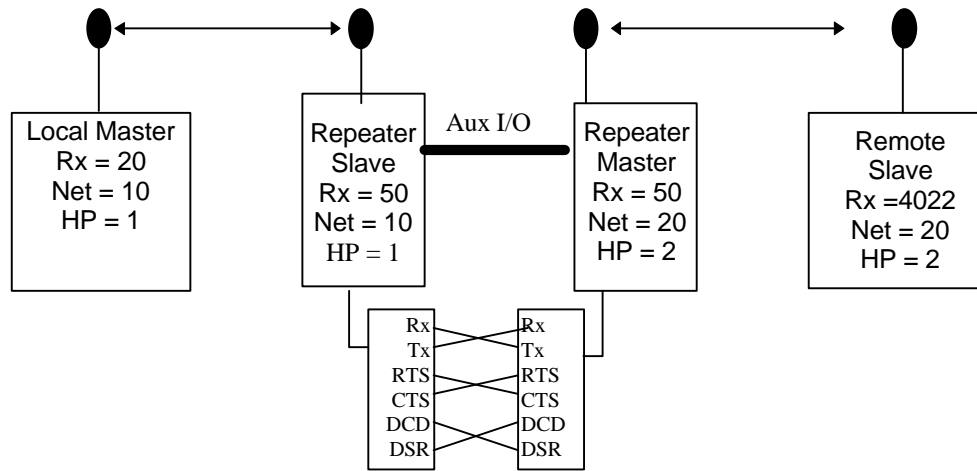 Local Master
Rx = 20
Net = 10
HP = 1
Repeater
Slave
Rx = 50
Net = 10
HP = 1
Aux I/O
Repeater
Master
Rx = 50
Net = 20
HP = 2
Remote
Slave
Rx =4022
Net = 20
HP = 2
Rx
Tx
RTS
CTS
DCD
DSR
Rx
Tx
RTS
CTS
DCD
DSR